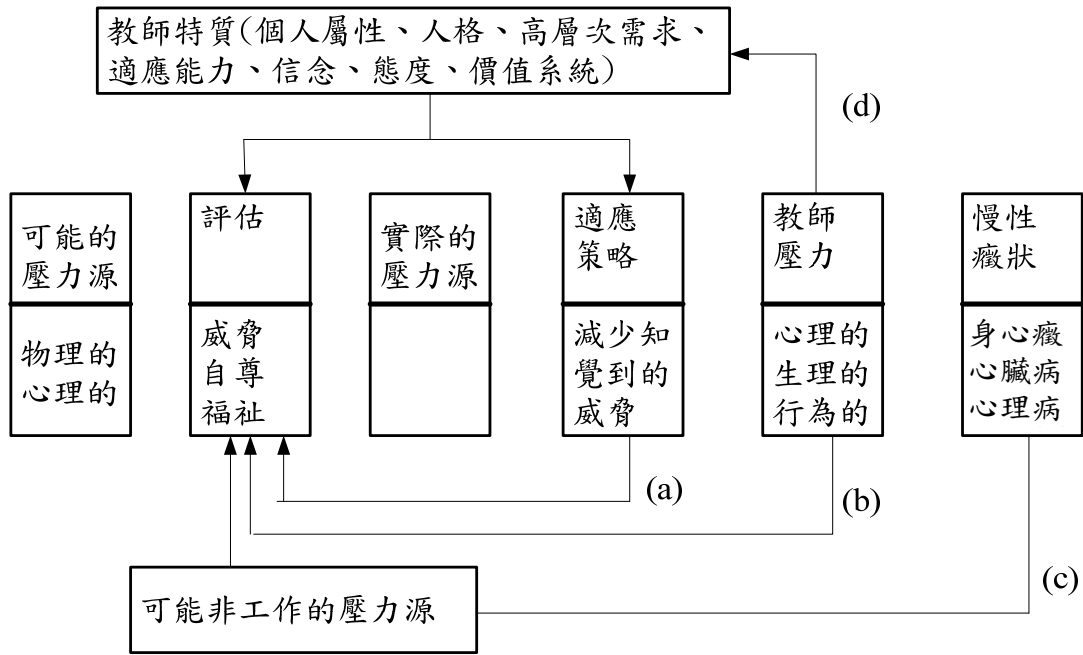 教師特質(個人屬性、人格、高層次需求、
適應能力、信念、態度、價值系統)
(d)
可能的
壓力源
物理的
心理的
評估
威脅
自尊
福祉
實際的
壓力源
適應
策略
減少知
覺到的
威脅
教師
壓力
心理的
生理的
行為的
慢性
癥狀
身心癥
心臟病
心理病
(a)
(b)
(c)
可能非工作的壓力源